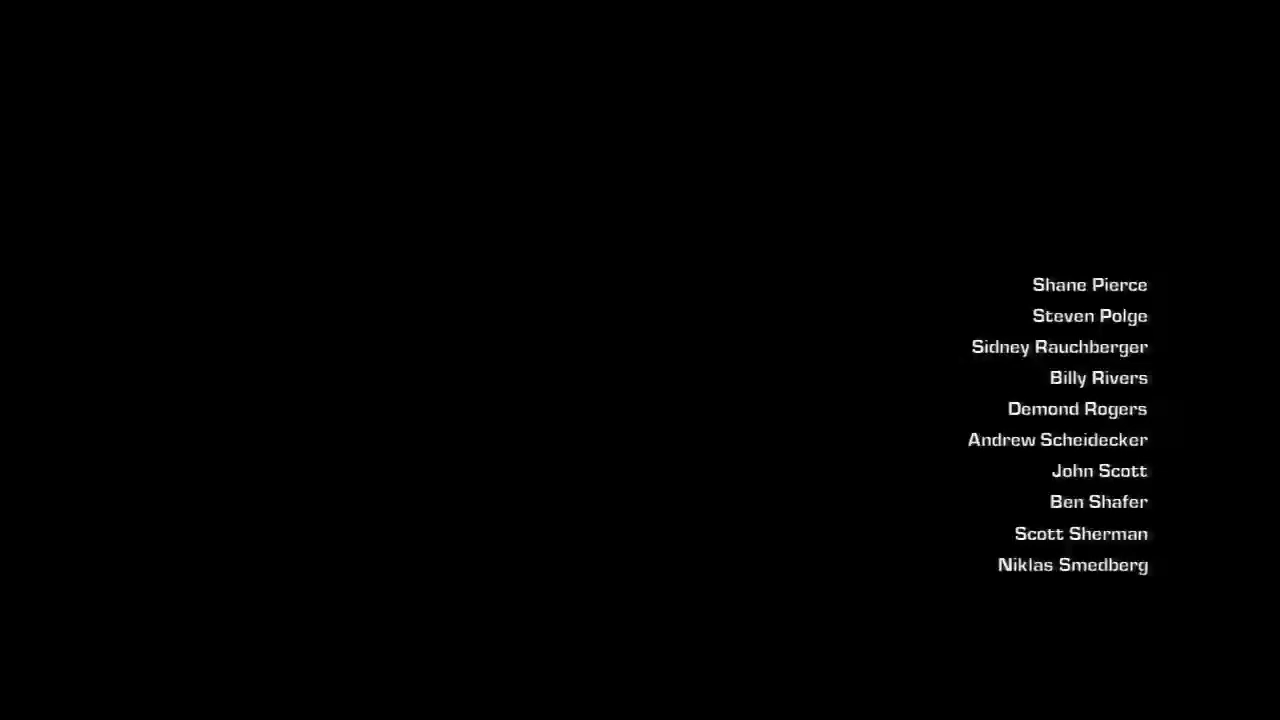 Shane Pierce
Steven Polge
Sidney Rauchberger
Billy Rivers
Demond Rogers
Andrew Scheidecker
John Scott
Ben Shafer
Scott Sherman
Niklas Smedberg